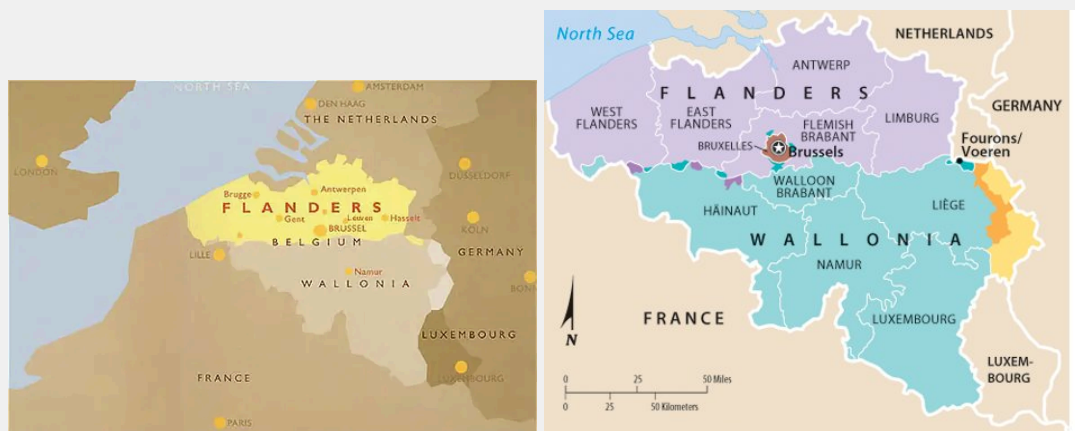 NORTH SEA
AMSTERDAM
DEN HAAG
THE NETHERLANDS
LONDON
DÜSSELDORF
Brugge
Antwerpen
FLANDERS
Gent
Leuven
Hasselt
BRUSSEL
KÖLN
BELGIUM
LILLE
GERMANY
Namur
WALLONIA
BONN
LUXEMBOURG
LUXEMBOURG
FRANCE
PARIS
North Sea
NETHERLANDS
ANTWERP
FLANDERS
GERMANY
WEST
FLANDERS
EAST
FLANDERS
FLEMISH
BRABANT
LIMBURG
BRUXELLES
Brussels
Fourons/
Voeren
WALLOON
BRABANT
HÄINAUT
LIÈGE
WALLONIA
NAMUR
FRANCE
LUXEMBOURG
N
LUXEM-
BOURG
0 25 50 Miles
0 25 50 Kilometers